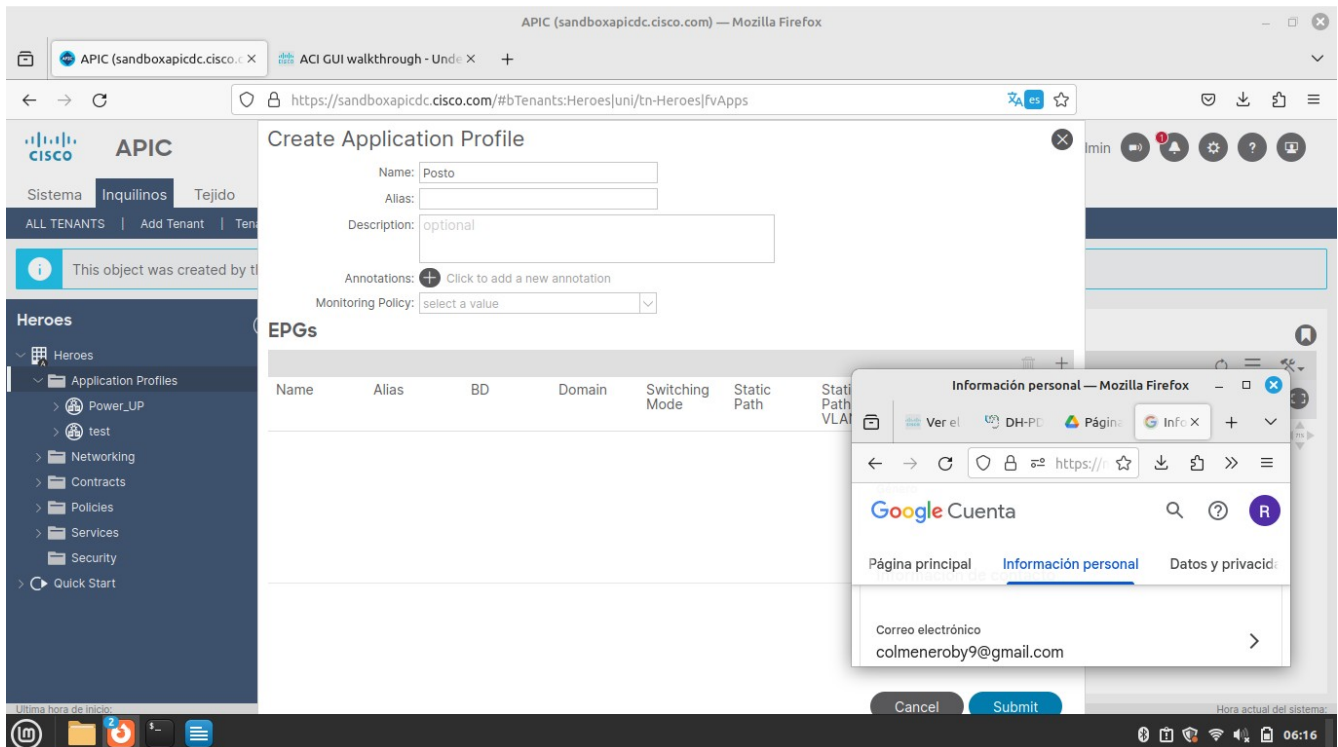 APIC (sandboxapicdc.cisco.com) — Mozilla Firefox
APIC (sandboxapicdc.cisco.c
ACI GUI walkthrough - Unde
https://sandboxapicdc.cisco.com/#bTenants:Heroes|uni/tn-Heroes|fvApps
es
CISCO
APIC
Sistema Inquilinos Tejido
ALL TENANTS | Add Tenant | Tena
This object was created by th
Create Application Profile
1
Name: Posto
Alias:
Description: optional
Annotations: Click to add a new annotation
Monitoring Policy: select a value
EPGs
Name Alias BD Domain Switching Mode Static Path
Heroes
Heroes
Application Profiles
Power_UP
test
Networking
Contracts
Policies
Services
Security
Quick Start
Información personal — Mozilla Firefox
Ver el
DH-PD
Página
Info
https://
Google Cuenta
R
Página principal Información personal Datos y privacida
Correo electrónico
colmeneroby9@gmail.com
Cancel Submit
Hora actual del sistema:
2
06:16